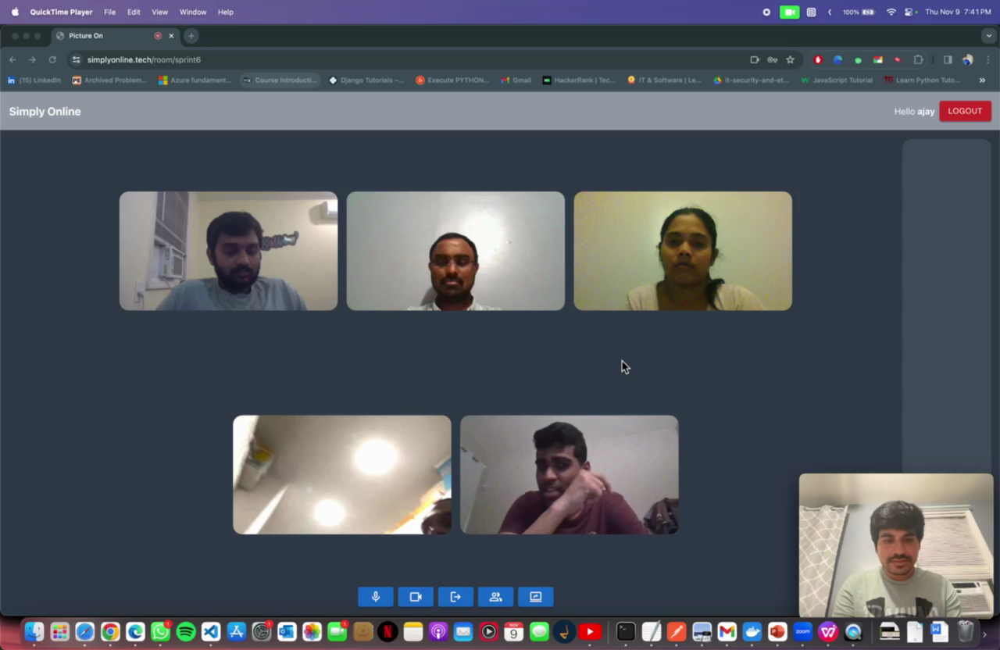 QuickTime Player File Edit View Window Help 100% Thu Nov 9 7:41 PM
Picture On
simplyonline.tech/room/sprint6
(15) LinkedIn Archived Problem... Azure fundament... Course Introducti... Django Tutorials –... Execute PYTHON... Gmail HackerRank | Tec... IT & Software | Le... it-security-and-et... JavaScript Tutorial Learn Python Tuto...
Simply Online Hello ajay LOGOUT
NOV
9
zoom